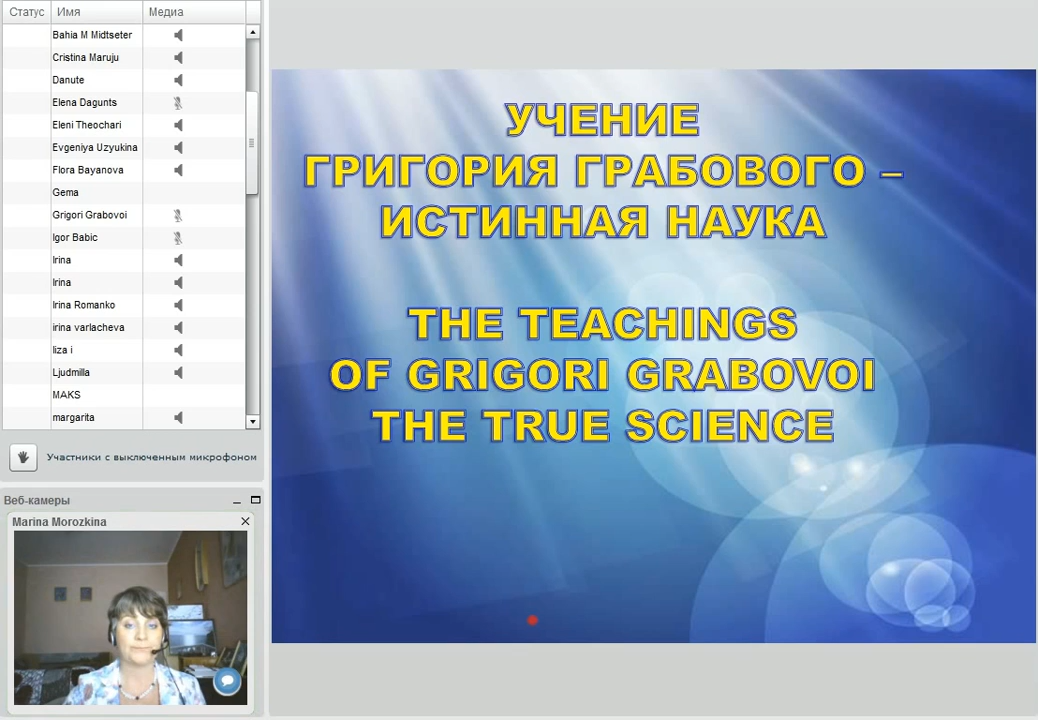 Статус Имя Медиа
Bahia M Midtseter
Cristina Maruju
Danute
Elena Dagunts
Eleni Theochari
Evgeniya Uzyukina
Flora Bayanova
Gema
Grigori Grabovoi
Igor Babic
Irina
Irina
Irina Romanko
irina varlacheva
liza i
Ljudmilla
MAKS
margarita
Участники с выключенным микрофоном
Веб-камеры
Marina Morozkina
УЧЕНИЕ
ГРИГОРИЯ ГРАБОВОГО –
ИСТИННАЯ НАУКА
THE TEACHINGS
OF GRIGORI GRABOVOI
THE TRUE SCIENCE